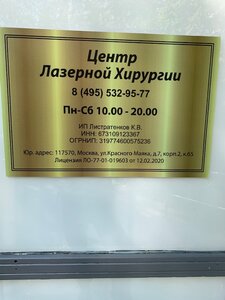 Центр
Лазерной Хирургии
8 (495) 532-95-77
Пн-Сб 10.00 - 20.00
ИП Листратенков К.В.
ИНН: 673109123367
ОГРНИП: 319774600575236
Юр. адрес: 117570, Москва, ул.Красного Маяка, д.7, корп.2, к.65
Лицензия ЛО-77-01-019603 от 12.02.2020